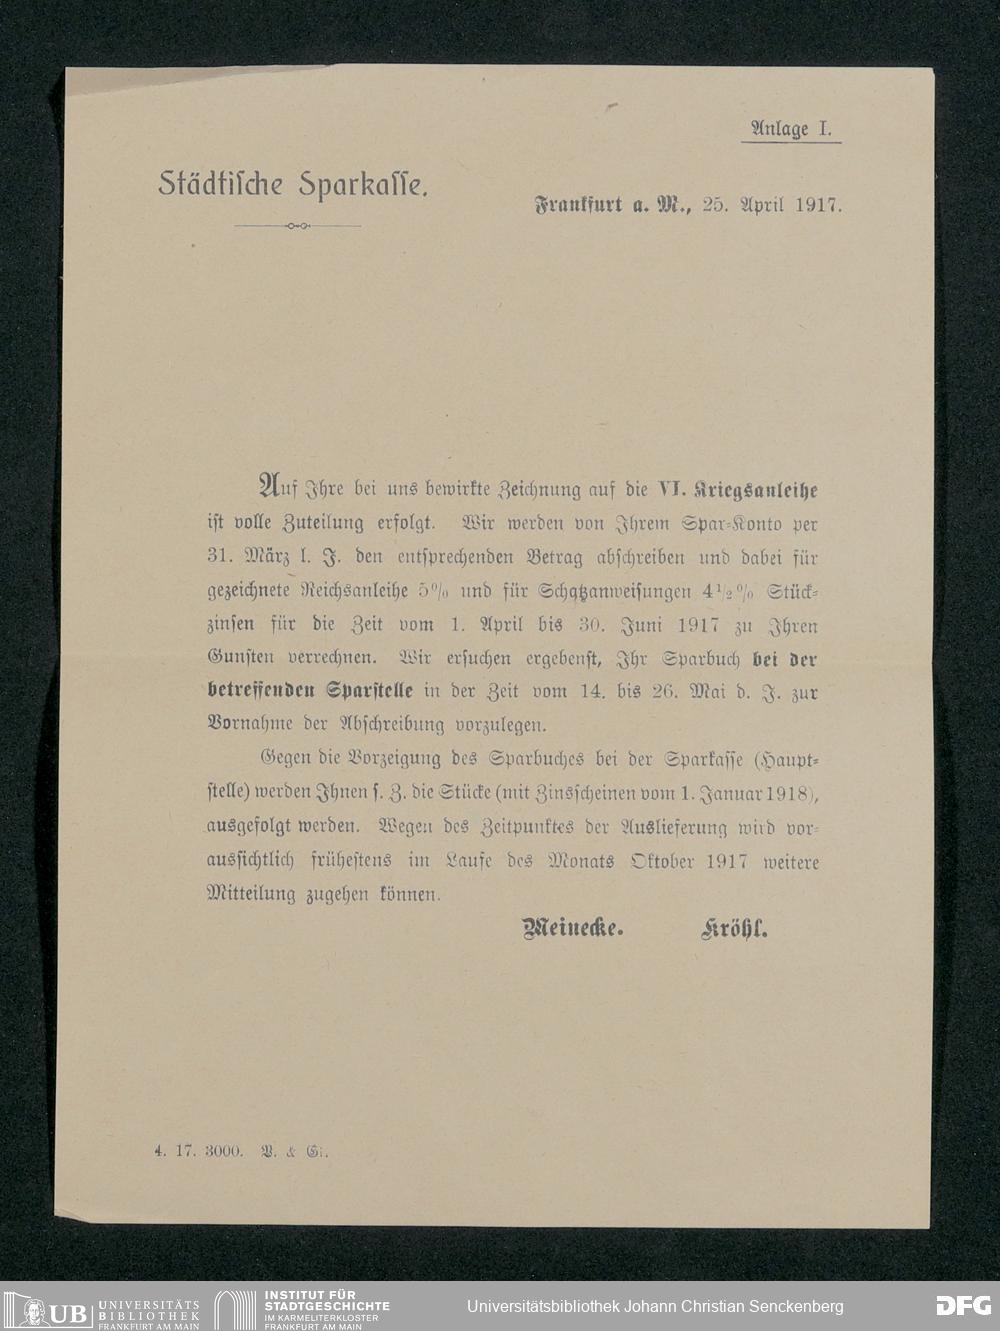 Anlage I.
Städtische Sparkasse.
Frankfurt a. M., 25. April 1917.
Auf Ihre bei uns bewirkte Zeichnung auf die VI. Kriegsanleihe
ist volle Zuteilung erfolgt. Wir werden von Ihrem Spar-Konto per
31. März l. J. den entsprechenden Betrag abschreiben und dabei für
gezeichnete Reichsanleihe 5% und für Schatzanweisungen 4½% Stück-
zinsen für die Zeit vom 1. April bis 30. Juni 1917 zu Ihren
Gunsten verrechnen. Wir ersuchen ergebenst, Ihr Sparbuch bei der
betreffenden Sparstelle in der Zeit vom 14. bis 26. Mai d. J. zur
Vornahme der Abschreibung vorzulegen.
Gegen die Vorzeigung des Sparbuches bei der Sparkasse (Haupt-
stelle) werden Ihnen s. Z. die Stücke (mit Zinsscheinen vom 1. Januar 1918),
ausgefolgt werden. Wegen des Zeitpunktes der Auslieferung wird vor-
aussichtlich frühestens im Laufe des Monats Oktober 1917 weitere
Mitteilung zugehen können.
Meinecke. Kröhl.
4. 17. 3000. V. & G.
UB UNIVERSITÄTS
BIBLIOTHEK
FRANKFURT AM MAIN
INSTITUT FÜR
STADTGESCHICHTE
IM KARMELITERKLOSTER
FRANKFURT AM MAIN
Universitätsbibliothek Johann Christian Senckenberg
DFG